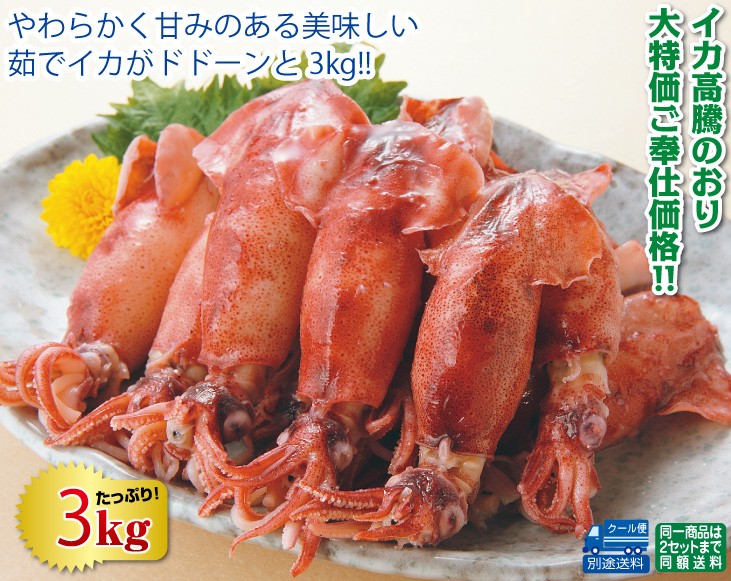 やわらかく甘みのある美味しい
茹でイカがドドーンと3kg!!
イカ高騰のおり
大特価ご奉仕価格!!
たっぷり!
3kg
クール便
別途送料
同一商品は
2セットまで
同額送料